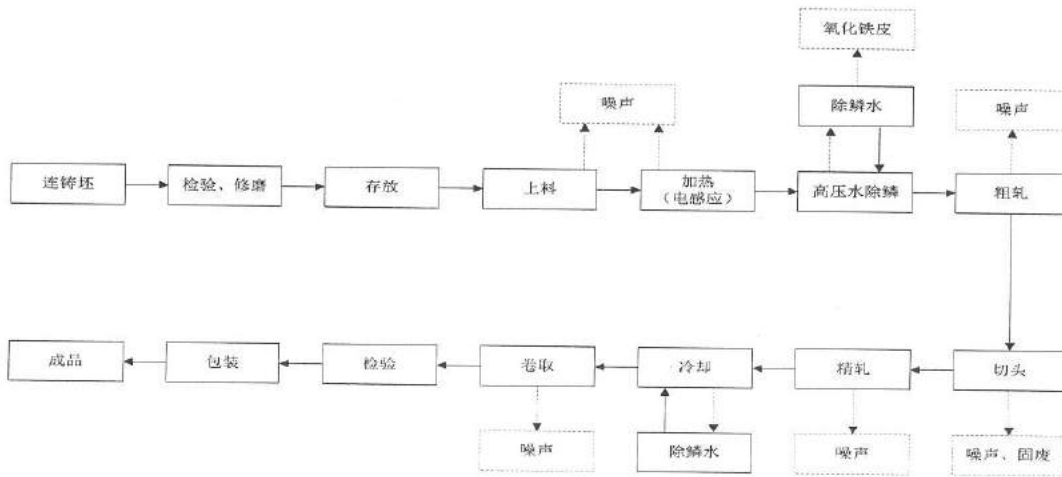 氧化铁皮
噪声
除鳞水
噪声
连铸坯
检验、修磨
存放
上料
加热
（电感应）
高压水除鳞
粗轧
成品
包装
检验
卷取
冷却
精轧
切头
噪声
除鳞水
噪声
噪声、固废